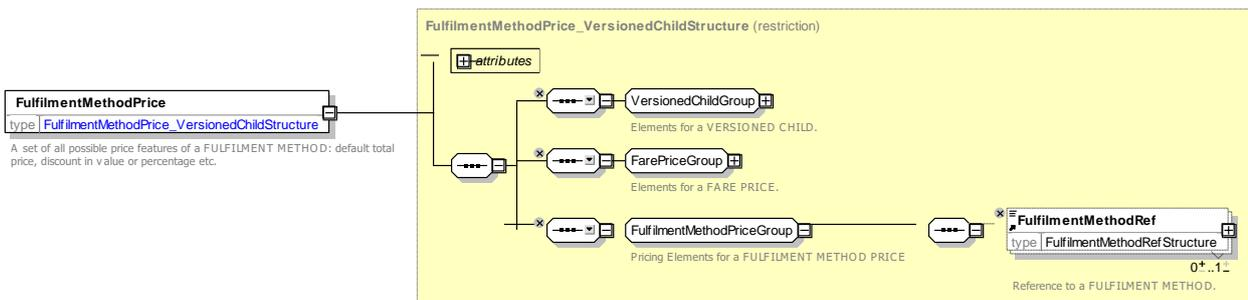 FulfilmentMethodPrice_VersionedChildStructure (restriction)
attributes
FulfilmentMethodPrice
type FulfilmentMethodPrice_VersionedChildStructure
A set of all possible price features of a FULFILMENT METHOD: default total
price, discount in value or percentage etc.
VersionedChildGroup
Elements for a VERSIONED CHILD.
FarePriceGroup
Elements for a FARE PRICE.
FulfilmentMethodPriceGroup
Pricing Elements for a FULFILMENT METHOD PRICE
FulfilmentMethodRef
type FulfilmentMethodRefStructure
0..1
Reference to a FULFILMENT METHOD.